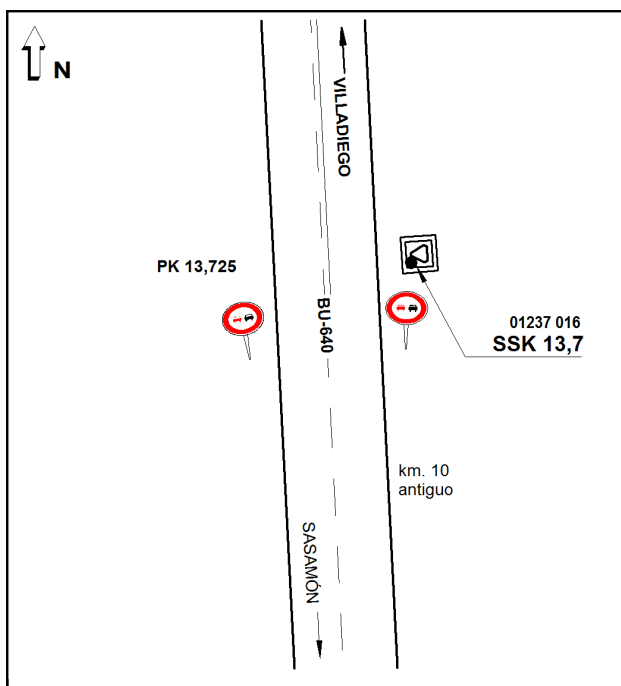 N
VILLADIEGO
PK 13,725
BU-640
01237 016
SSK 13,7
km. 10
antiguo
SASAMÓN